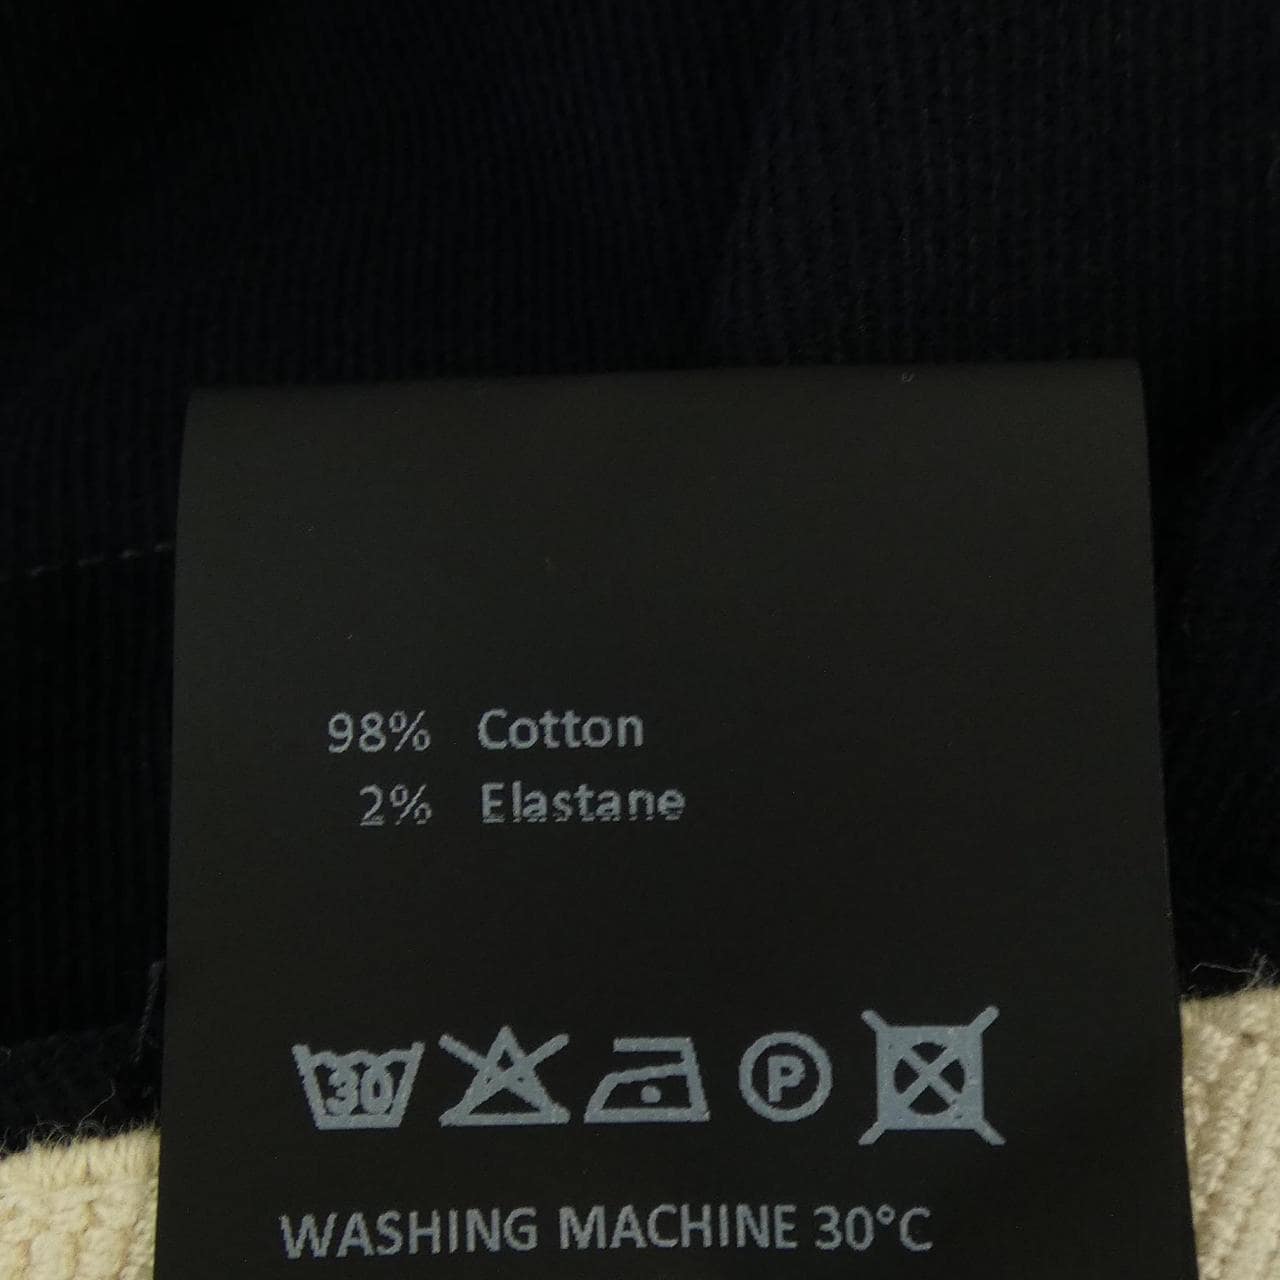 98% Cotton
2% Elastane
30 P
WASHING MACHINE 30°C